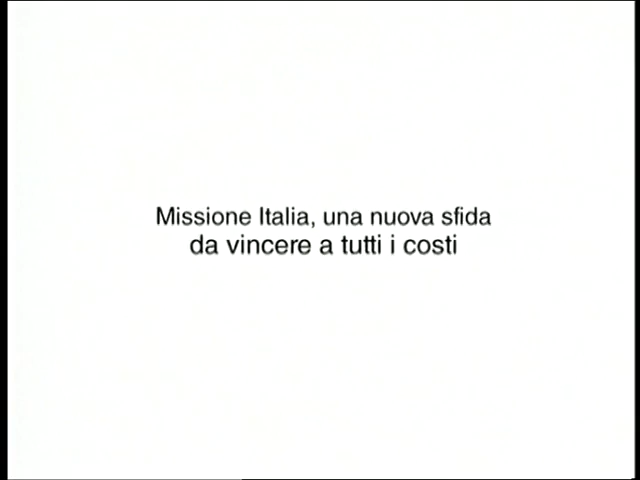 Missione Italia, una nuova sfida
da vincere a tutti i costi